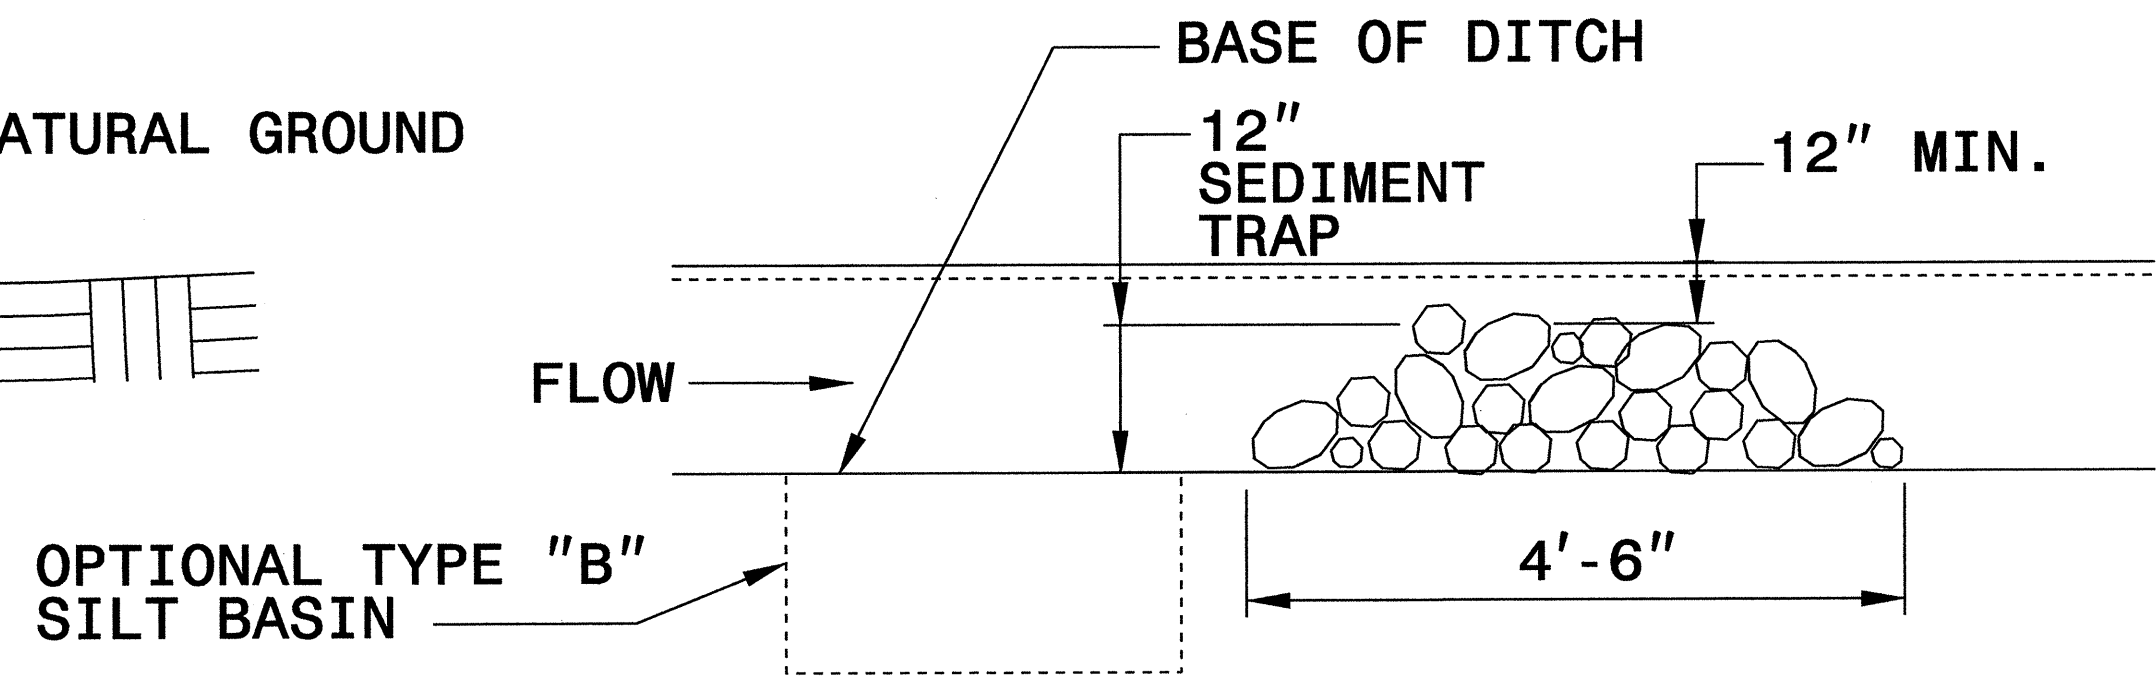 BASE OF DITCH
ATURAL GROUND
12"
SEDIMENT
TRAP
12" MIN.
FLOW
OPTIONAL TYPE "B"
SILT BASIN
4'-6"